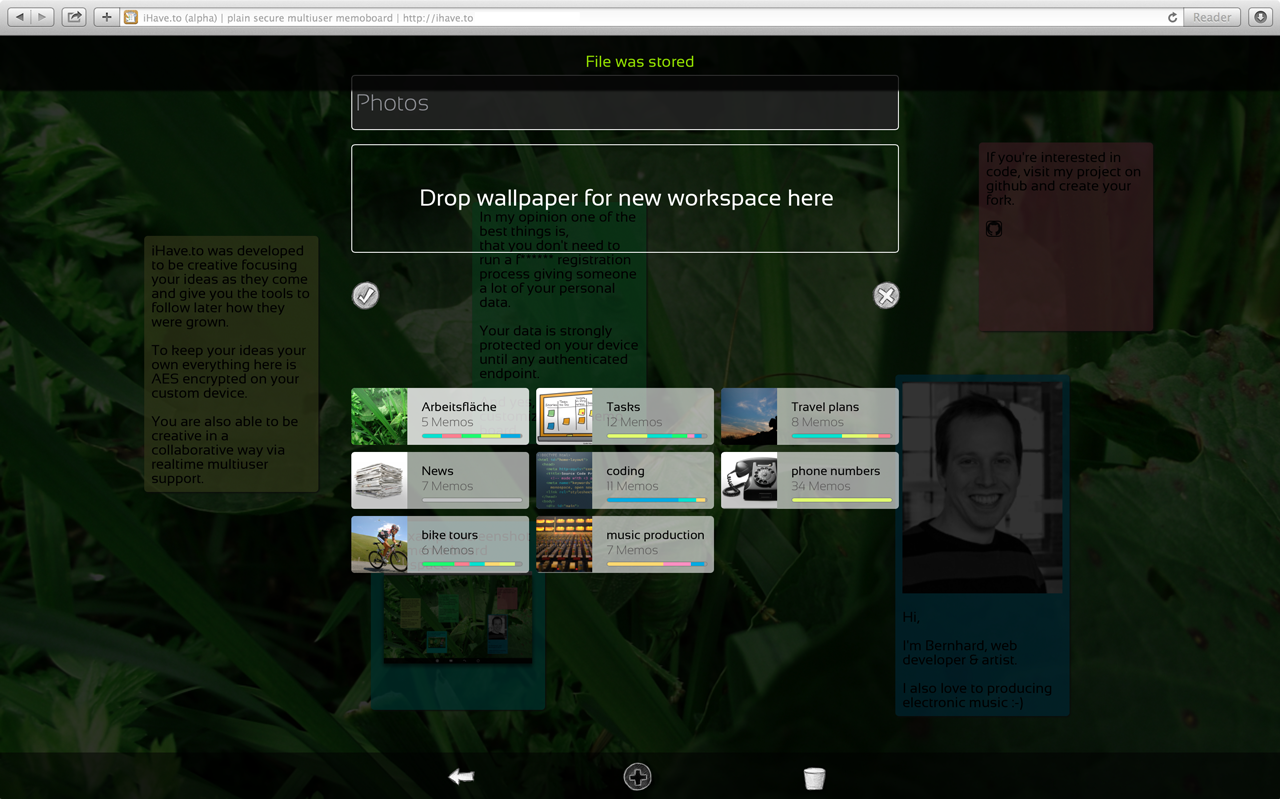 iHave.to (alpha) | plain secure multiuser memoboard | http://ihave.to
Reader
File was stored
Photos
Drop wallpaper for new workspace here
iHave.to was developed
to be creative focusing
your ideas as they come
and give you the tools to
follow later how they
were grown.
To keep your ideas your
own everything here is
AES encrypted on your
custom device.
You are also able to be
creative in a
collaborative way via
realtime multiuser
support.
In my opinion one of the
best things is,
that you don't need to
run a f****** registration
process giving someone
a lot of your personal
data.
Your data is strongly
protected on your device
until any authenticated
endpoint.
If you're interested in
code, visit my project on
github and create your
fork.
Arbeitsfläche
5 Memos
Tasks
12 Memos
Travel plans
8 Memos
News
7 Memos
coding
11 Memos
phone numbers
34 Memos
bike tours
6 Memos
music production
7 Memos
Hi,
I'm Bernhard, web
developer & artist.
I also love to producing
electronic music :-)